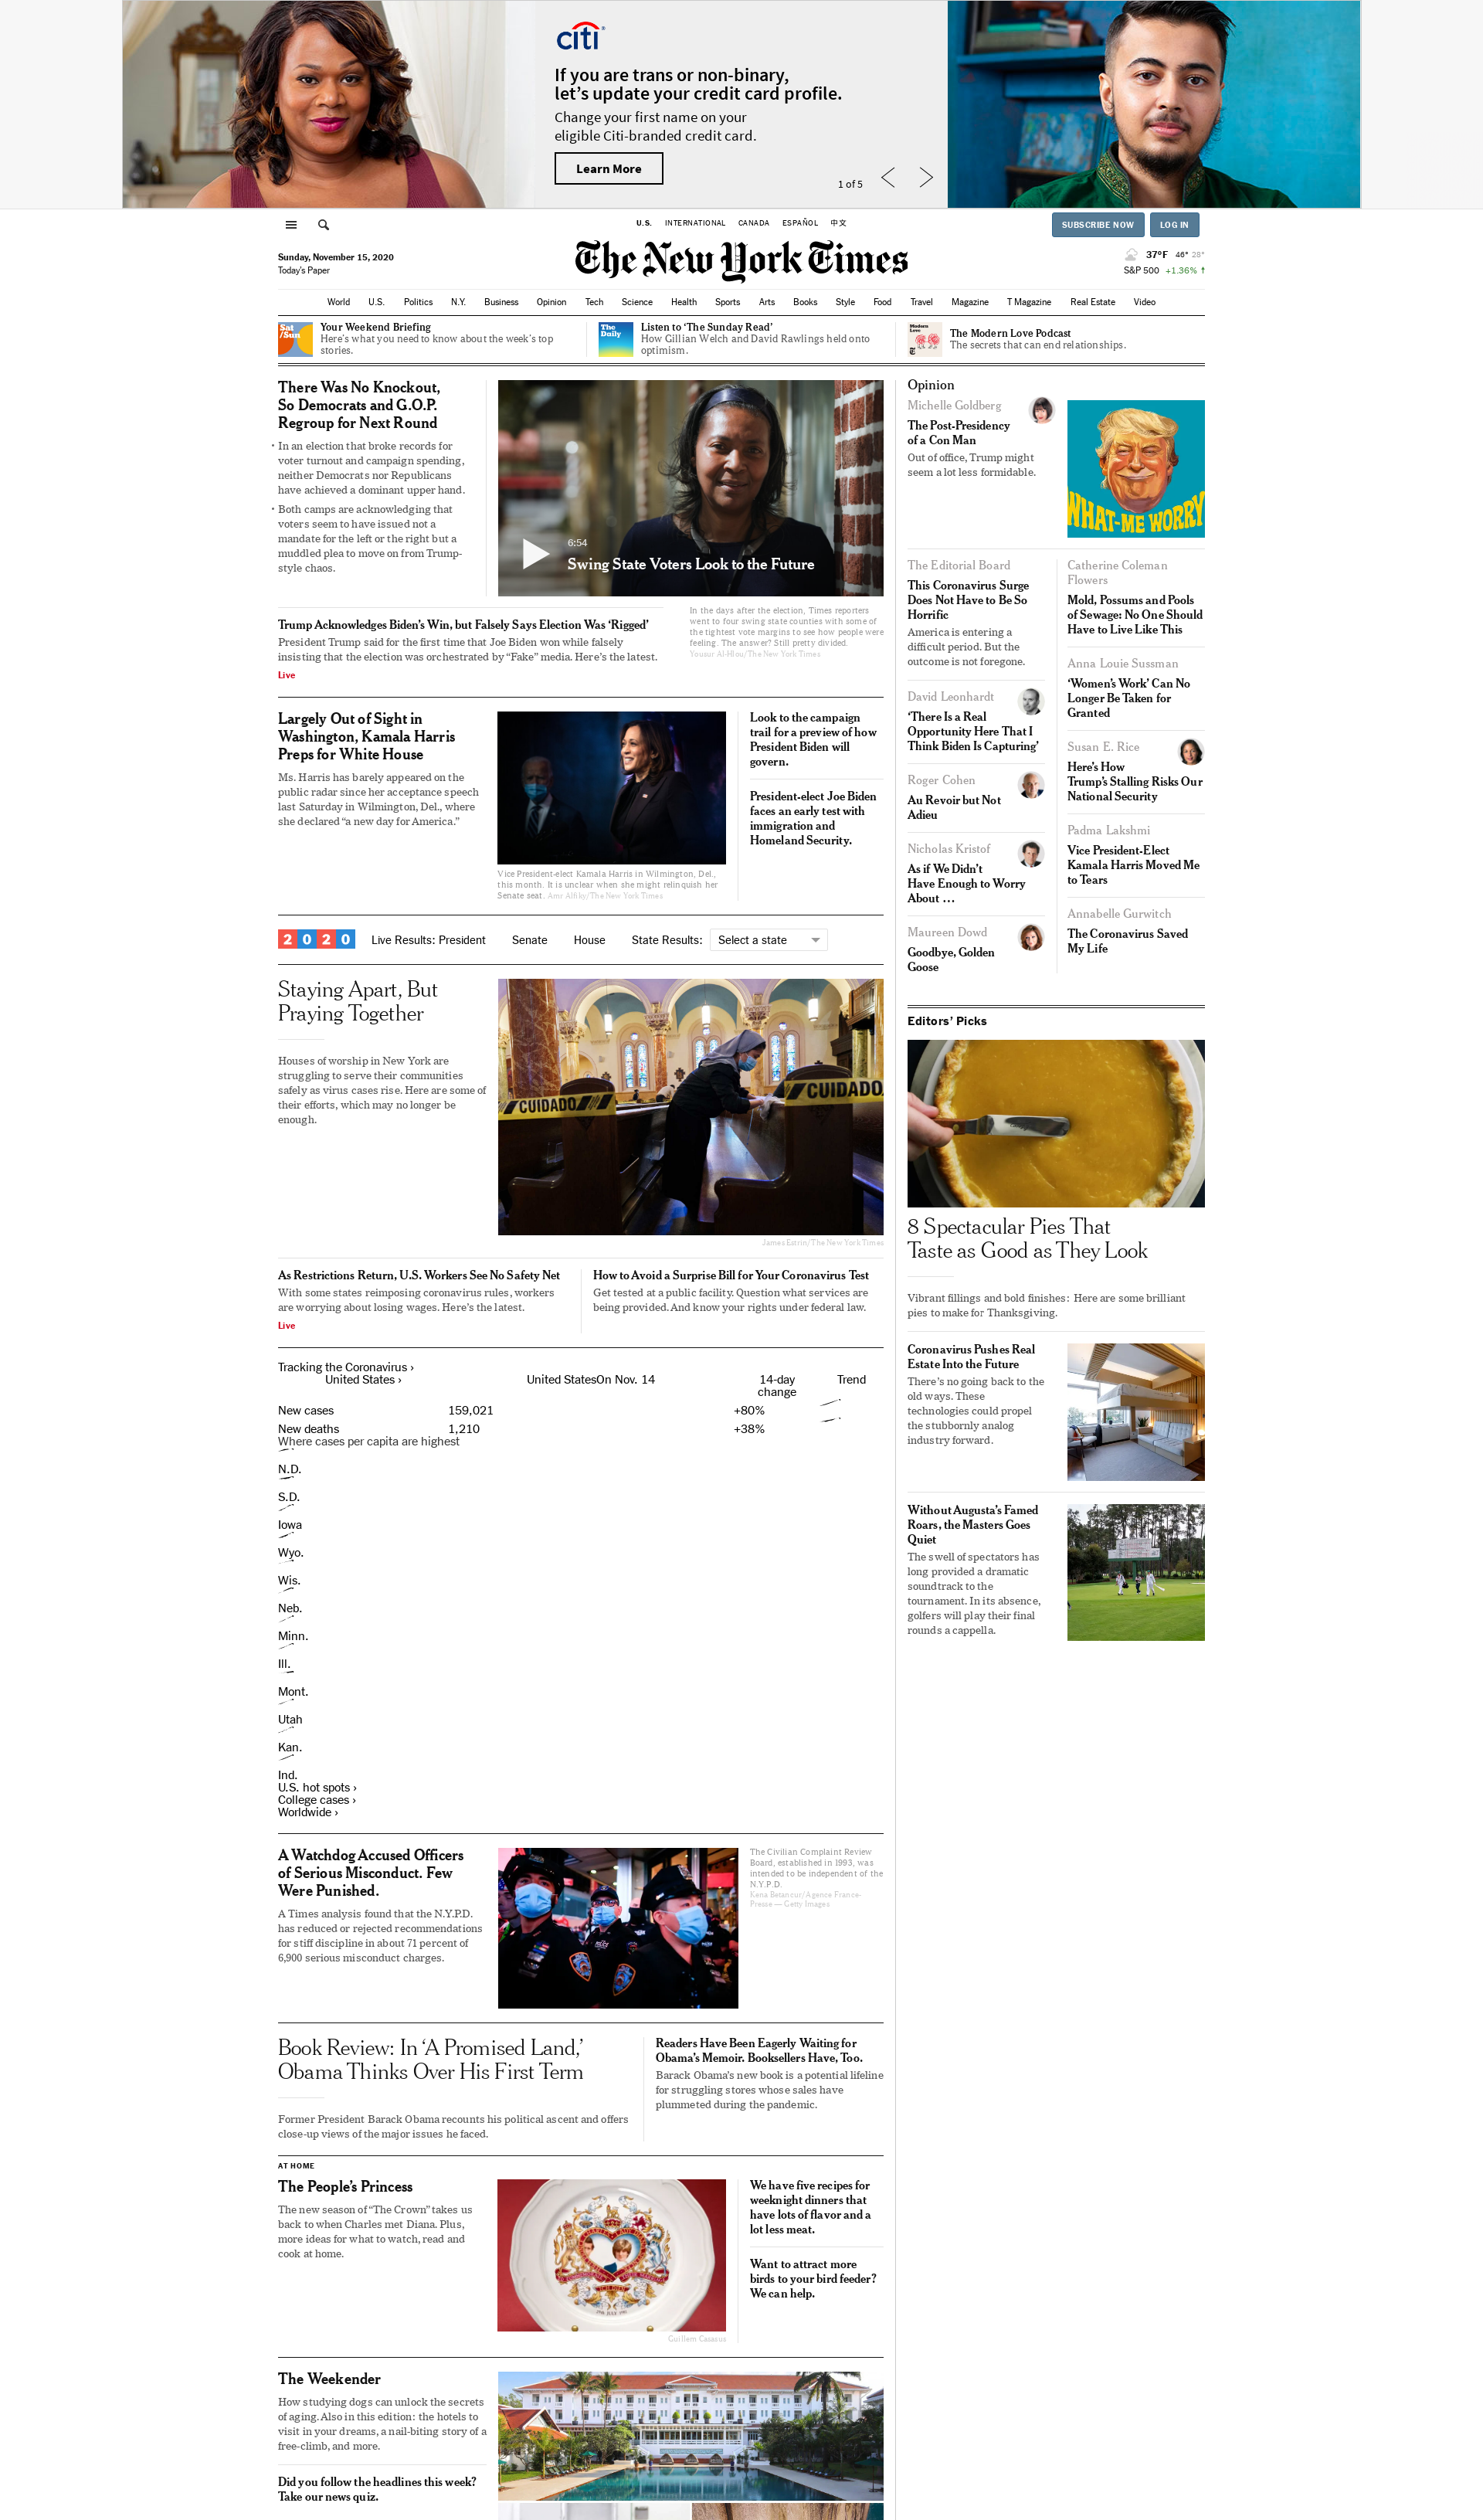 citi
If you are trans or non-binary,
let's update your credit card profile.
Change your first name on your
eligible Citi-branded credit card.
Learn More
1 of 5
U.S. INTERNATIONAL CANADA ESPAÑOL 中文
SUBSCRIBE NOW LOG IN
Sunday, November 15, 2020
Today's Paper
The New York Times
37°F 46° 28°
S&P 500 +1.36% ↑
World U.S. Politics N.Y. Business Opinion Tech Science Health Sports Arts Books Style Food Travel Magazine T Magazine Real Estate Video
Sat
/Sun
Your Weekend Briefing
Here's what you need to know about the week's top
stories.
The
Daily
Listen to 'The Sunday Read'
How Gillian Welch and David Rawlings held onto
optimism.
Modern
Love
The Modern Love Podcast
The secrets that can end relationships.
There Was No Knockout,
So Democrats and G.O.P.
Regroup for Next Round
• In an election that broke records for
voter turnout and campaign spending,
neither Democrats nor Republicans
have achieved a dominant upper hand.
• Both camps are acknowledging that
voters seem to have issued not a
mandate for the left or the right but a
muddled plea to move on from Trump-
style chaos.
6:54
Swing State Voters Look to the Future
In the days after the election, Times reporters
went to four swing state counties with some of
the tightest vote margins to see how people were
feeling. The answer? Still pretty divided.
Yousur Al-Hlou/The New York Times
Trump Acknowledges Biden's Win, but Falsely Says Election Was 'Rigged'
President Trump said for the first time that Joe Biden won while falsely
insisting that the election was orchestrated by "Fake" media. Here's the latest.
Live
Largely Out of Sight in
Washington, Kamala Harris
Preps for White House
Ms. Harris has barely appeared on the
public radar since her acceptance speech
last Saturday in Wilmington, Del., where
she declared "a new day for America."
Vice President-elect Kamala Harris in Wilmington, Del.,
this month. It is unclear when she might relinquish her
Senate seat. Amr Alfiky/The New York Times
Look to the campaign
trail for a preview of how
President Biden will
govern.
President-elect Joe Biden
faces an early test with
immigration and
Homeland Security.
2020 Live Results: President Senate House State Results: Select a state
Staying Apart, But
Praying Together
Houses of worship in New York are
struggling to serve their communities
safely as virus cases rise. Here are some of
their efforts, which may no longer be
enough.
CUIDADO
CUIDADO
James Estrin/The New York Times
As Restrictions Return, U.S. Workers See No Safety Net
With some states reimposing coronavirus rules, workers
are worrying about losing wages. Here's the latest.
Live
How to Avoid a Surprise Bill for Your Coronavirus Test
Get tested at a public facility. Question what services are
being provided. And know your rights under federal law.
Tracking the Coronavirus ›
United States › United StatesOn Nov. 14 14-day
change Trend
New cases 159,021 +80%
New deaths 1,210 +38%
Where cases per capita are highest
N.D.
S.D.
Iowa
Wyo.
Wis.
Neb.
Minn.
Ill.
Mont.
Utah
Kan.
Ind.
U.S. hot spots ›
College cases ›
Worldwide ›
A Watchdog Accused Officers
of Serious Misconduct. Few
Were Punished.
A Times analysis found that the N.Y.P.D.
has reduced or rejected recommendations
for stiff discipline in about 71 percent of
6,900 serious misconduct charges.
The Civilian Complaint Review
Board, established in 1993, was
intended to be independent of the
N.Y.P.D.
Kena Betancur/Agence France-
Presse — Getty Images
Book Review: In 'A Promised Land,'
Obama Thinks Over His First Term
Former President Barack Obama recounts his political ascent and offers
close-up views of the major issues he faced.
Readers Have Been Eagerly Waiting for
Obama's Memoir. Booksellers Have, Too.
Barack Obama's new book is a potential lifeline
for struggling stores whose sales have
plummeted during the pandemic.
AT HOME
The People's Princess
The new season of "The Crown" takes us
back to when Charles met Diana. Plus,
more ideas for what to watch, read and
cook at home.
Guillem Casasus
We have five recipes for
weeknight dinners that
have lots of flavor and a
lot less meat.
Want to attract more
birds to your bird feeder?
We can help.
The Weekender
How studying dogs can unlock the secrets
of aging. Also in this edition: the hotels to
visit in your dreams, a nail-biting story of a
free-climb, and more.
Did you follow the headlines this week?
Take our news quiz.
Opinion
Michelle Goldberg
The Post-Presidency
of a Con Man
Out of office, Trump might
seem a lot less formidable.
WHAT-ME WORRY
The Editorial Board
This Coronavirus Surge
Does Not Have to Be So
Horrific
America is entering a
difficult period. But the
outcome is not foregone.
David Leonhardt
'There Is a Real
Opportunity Here That I
Think Biden Is Capturing'
Roger Cohen
Au Revoir but Not
Adieu
Nicholas Kristof
As if We Didn't
Have Enough to Worry
About …
Maureen Dowd
Goodbye, Golden
Goose
Catherine Coleman
Flowers
Mold, Possums and Pools
of Sewage: No One Should
Have to Live Like This
Anna Louie Sussman
'Women's Work' Can No
Longer Be Taken for
Granted
Susan E. Rice
Here's How
Trump's Stalling Risks Our
National Security
Padma Lakshmi
Vice President-Elect
Kamala Harris Moved Me
to Tears
Annabelle Gurwitch
The Coronavirus Saved
My Life
Editors' Picks
8 Spectacular Pies That
Taste as Good as They Look
Vibrant fillings and bold finishes: Here are some brilliant
pies to make for Thanksgiving.
Coronavirus Pushes Real
Estate Into the Future
There's no going back to the
old ways. These
technologies could propel
the stubbornly analog
industry forward.
Without Augusta's Famed
Roars, the Masters Goes
Quiet
The swell of spectators has
long provided a dramatic
soundtrack to the
tournament. In its absence,
golfers will play their final
rounds a cappella.